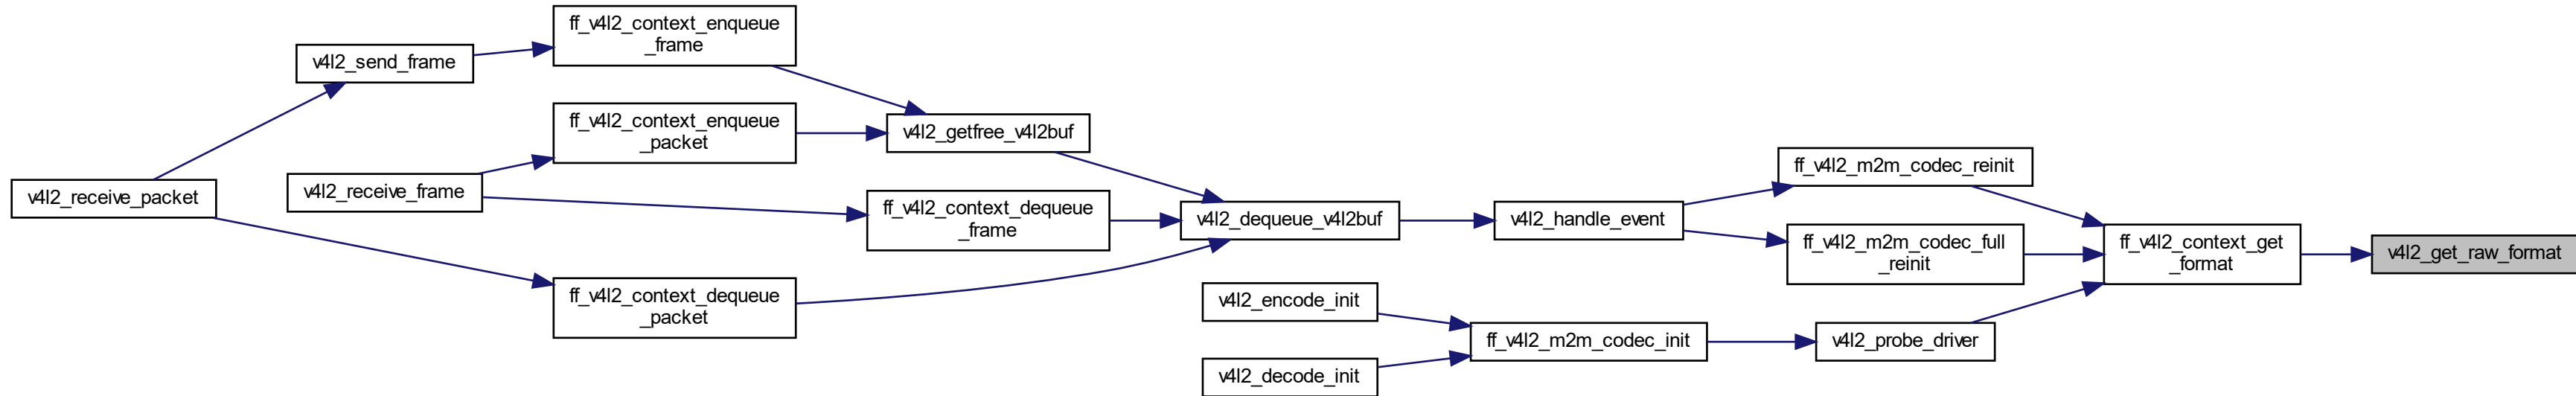 ff_v4l2_context_enqueue
_frame
v4l2_send_frame
ff_v4l2_context_enqueue
_packet
v4l2_getfree_v4l2buf
v4l2_receive_packet
v4l2_receive_frame
ff_v4l2_context_dequeue
_frame
ff_v4l2_context_dequeue
_packet
v4l2_dequeue_v4l2buf
v4l2_handle_event
ff_v4l2_m2m_codec_reinit
ff_v4l2_m2m_codec_full
_reinit
ff_v4l2_context_get
_format
v4l2_get_raw_format
v4l2_encode_init
v4l2_decode_init
ff_v4l2_m2m_codec_init
v4l2_probe_driver